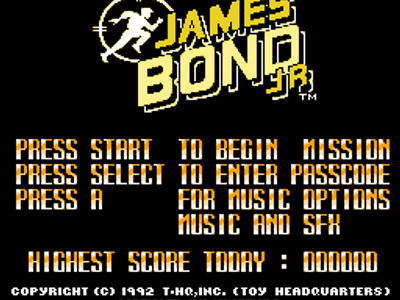 JAMES
BOND
JR
TM
PRESS START TO BEGIN MISSION
PRESS SELECT TO ENTER PASSCODE
PRESS A FOR MUSIC OPTIONS
MUSIC AND SFX
HIGHEST SCORE TODAY : 000000
COPYRIGHT (C) 1992 T·HQ,INC. (TOY HEADQUARTERS)